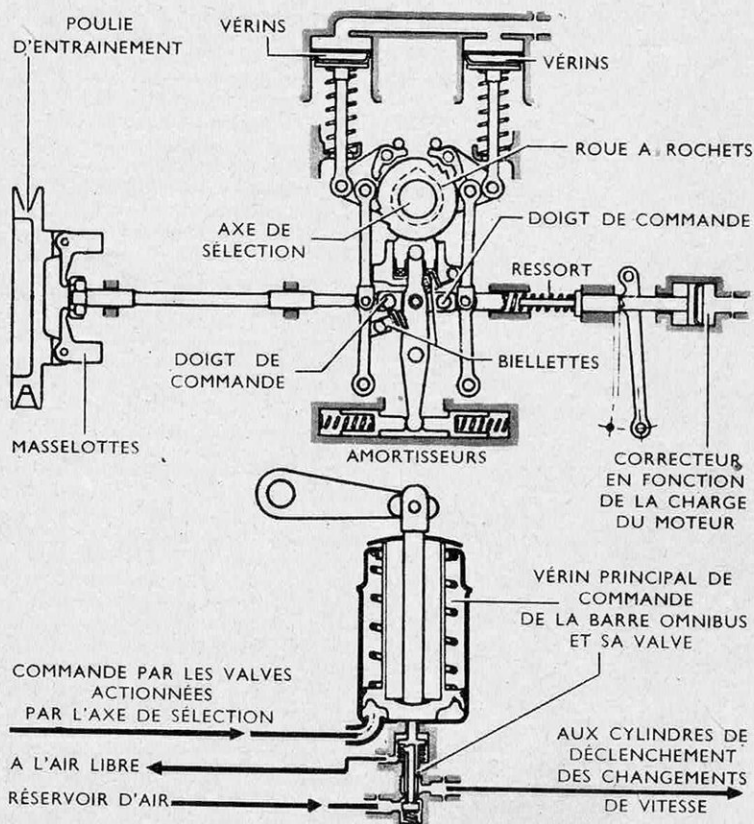 POULIE
D'ENTRAINEMENT
VÉRINS
VÉRINS
ROUE A ROCHETS
AXE DE
SÉLECTION
DOIGT DE COMMANDE
RESSORT
DOIGT DE
COMMANDE
BIELLETTES
MASSELOTTES
AMORTISSEURS
CORRECTEUR
EN FONCTION
DE LA CHARGE
DU MOTEUR
VÉRIN PRINCIPAL DE
COMMANDE
DE LA BARRE OMNIBUS
ET SA VALVE
COMMANDE PAR LES VALVES
ACTIONNÉES
PAR L'AXE DE SÉLECTION
A L'AIR LIBRE
RÉSERVOIR D'AIR
AUX CYLINDRES DE
DÉCLENCHEMENT
DES CHANGEMENTS
DE VITESSE